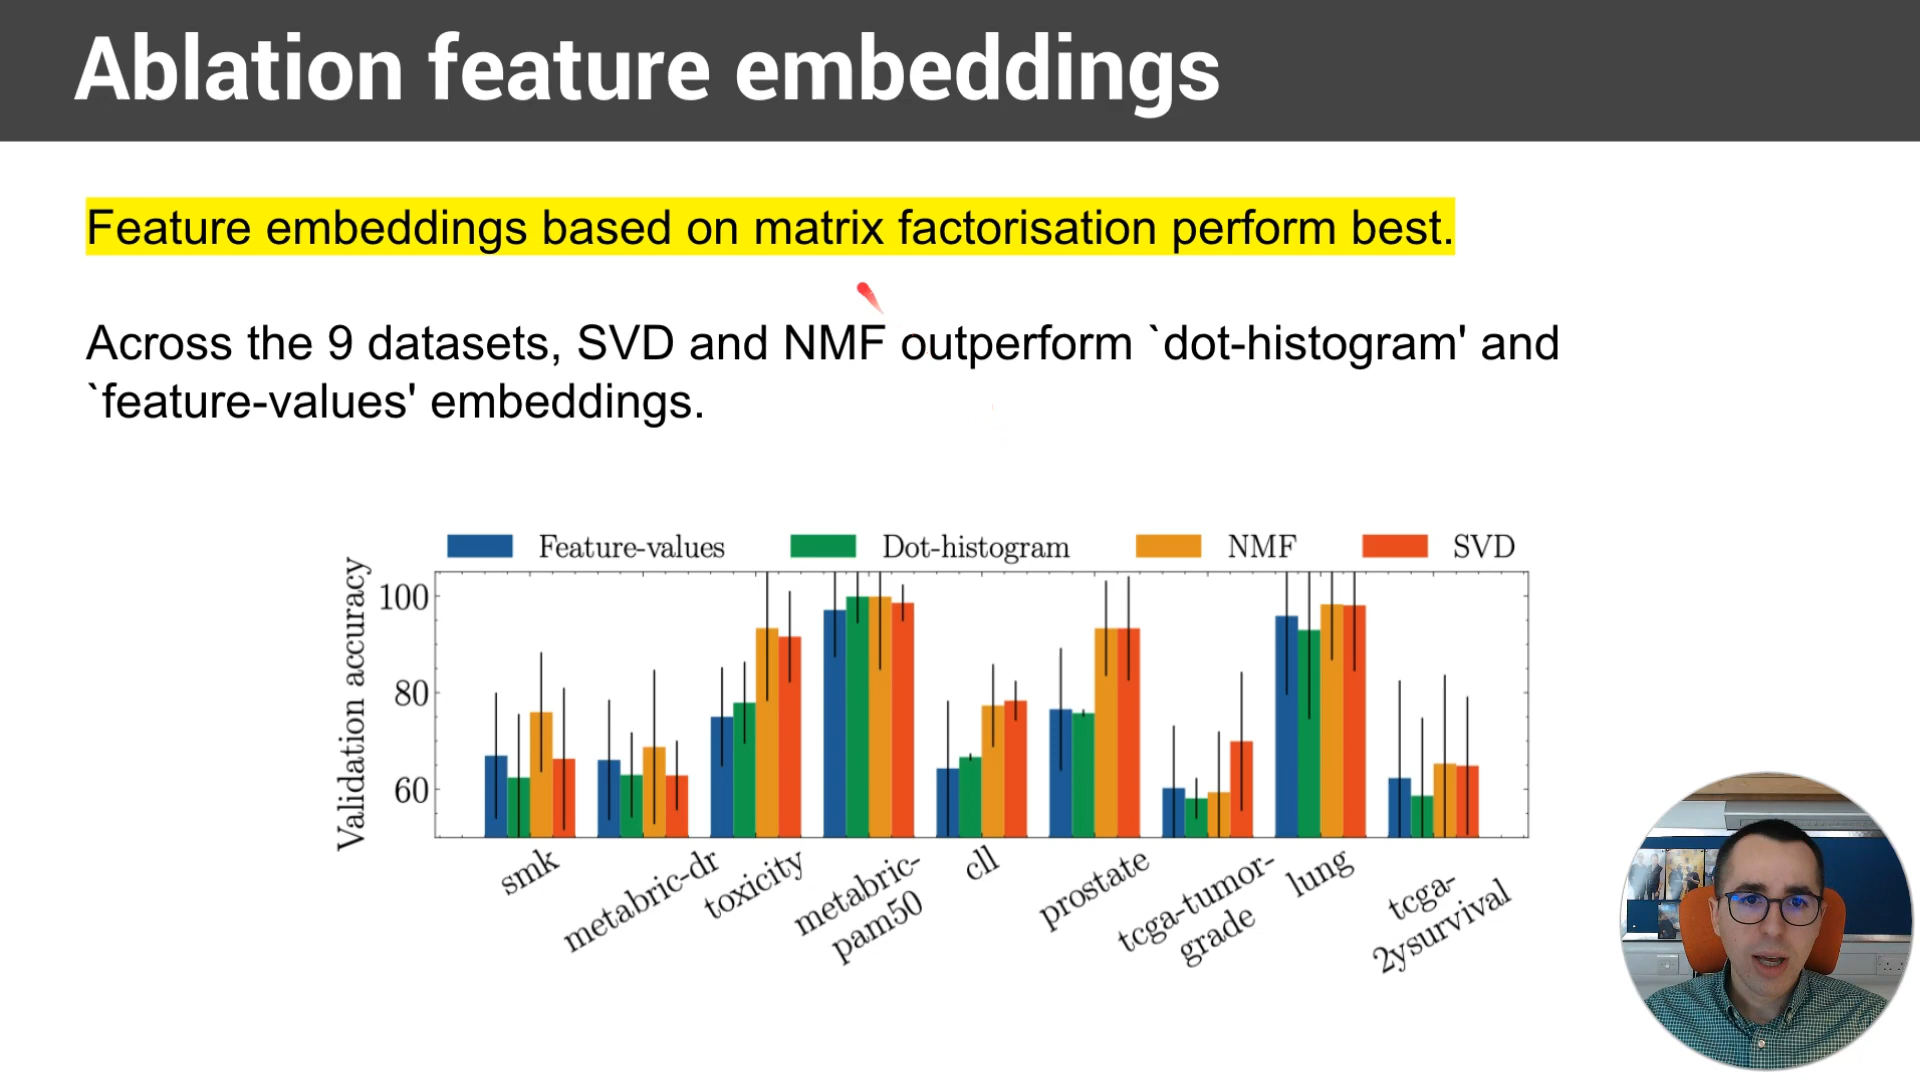 Ablation feature embeddings
Feature embeddings based on matrix factorisation perform best.
Across the 9 datasets, SVD and NMF outperform `dot-histogram' and
`feature-values' embeddings.
Feature-values
Dot-histogram
NMF
SVD
Validation accuracy
100
80
60
smk
metabric-dr
toxicity
metabric-
pam50
cll
prostate
tcga-tumor-
grade
lung
tcga-
2ysurvival